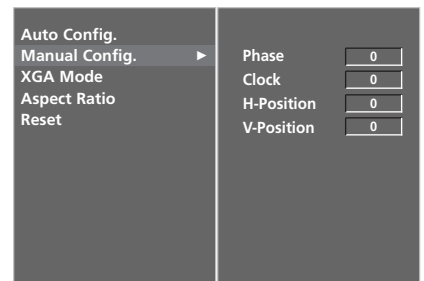 Auto Config.
Manual Config. ►
XGA Mode
Aspect Ratio
Reset
Phase 0
Clock 0
H-Position 0
V-Position 0